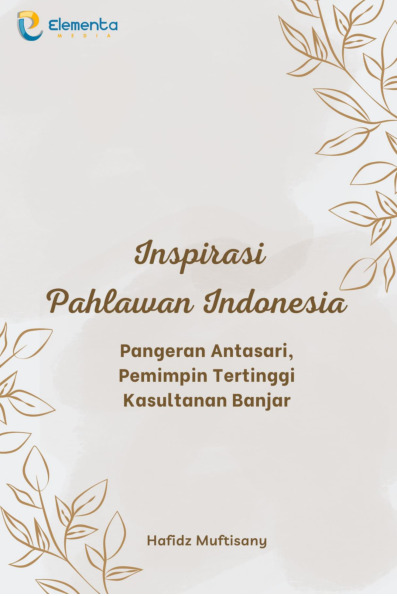 Elementa
MEDIA
Inspirasi
Pahlawan Indonesia
Pangeran Antasari,
Pemimpin Tertinggi
Kasultanan Banjar
Hafidz Muftisany